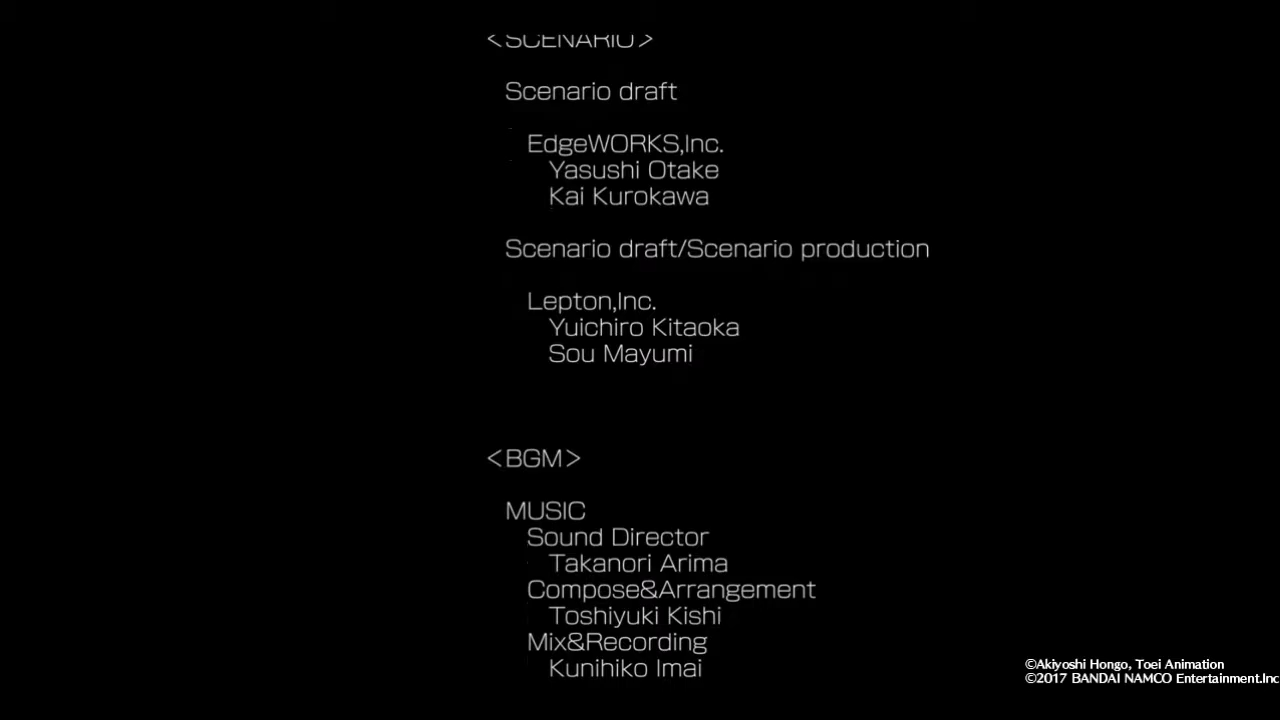 <SCENARIO>
Scenario draft
EdgeWORKS,Inc.
Yasushi Otake
Kai Kurokawa
Scenario draft/Scenario production
Lepton,Inc.
Yuichiro Kitaoka
Sou Mayumi
<BGM>
MUSIC
Sound Director
Takanori Arima
Compose&Arrangement
Toshiyuki Kishi
Mix&Recording
Kunihiko Imai
©Akiyoshi Hongo, Toei Animation
©2017 BANDAI NAMCO Entertainment.Inc